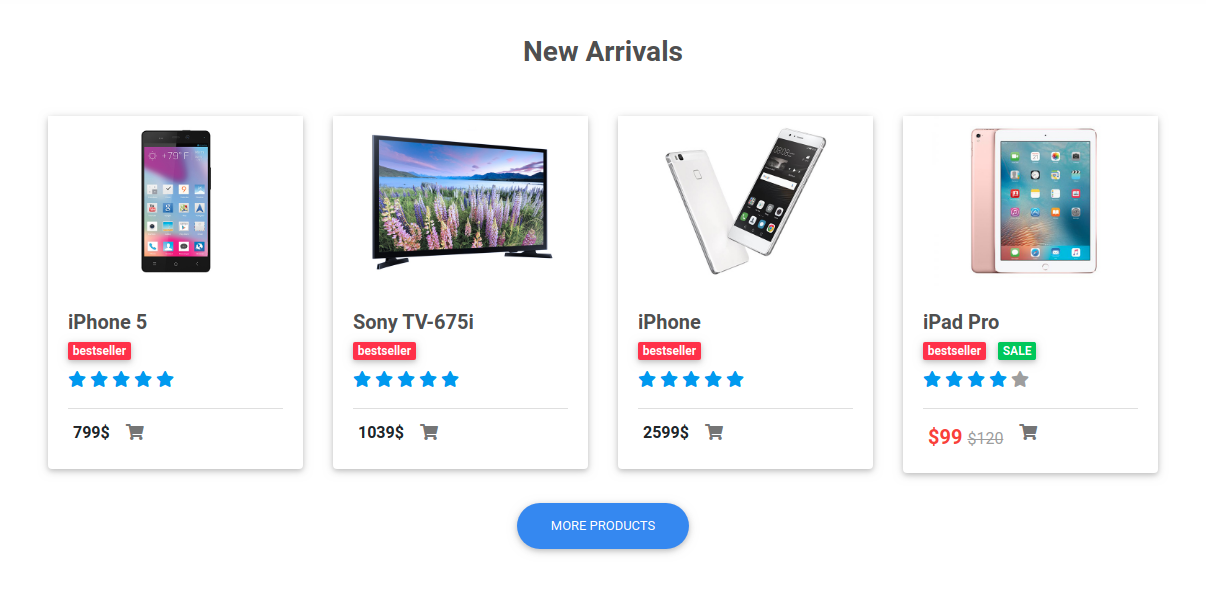 New Arrivals
+79°F
iPhone 5
bestseller
799$
Sony TV-675i
bestseller
1039$
iPhone
bestseller
2599$
iPad Pro
bestseller SALE
$99 $120
MORE PRODUCTS